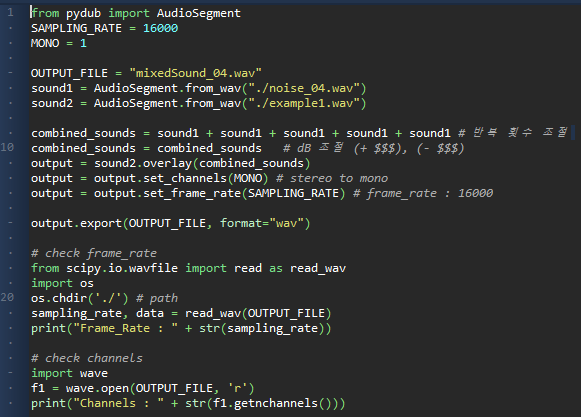 1 from pydub import AudioSegment
SAMPLING_RATE = 16000
MONO = 1
OUTPUT_FILE = "mixedSound_04.wav"
sound1 = AudioSegment.from_wav("./noise_04.wav")
sound2 = AudioSegment.from_wav("./example1.wav")
combined_sounds = sound1 + sound1 + sound1 + sound1 + sound1 # 반복 횟수 조절
10 combined_sounds = combined_sounds   # dB 조절 (+ $$$), (- $$$)
output = sound2.overlay(combined_sounds)
output = output.set_channels(MONO) # stereo to mono
output = output.set_frame_rate(SAMPLING_RATE) # frame_rate : 16000
output.export(OUTPUT_FILE, format="wav")
# check frame_rate
from scipy.io.wavfile import read as read_wav
import os
20 os.chdir('./') # path
sampling_rate, data = read_wav(OUTPUT_FILE)
print("Frame_Rate : " + str(sampling_rate))
# check channels
import wave
f1 = wave.open(OUTPUT_FILE, 'r')
print("Channels : " + str(f1.getnchannels()))